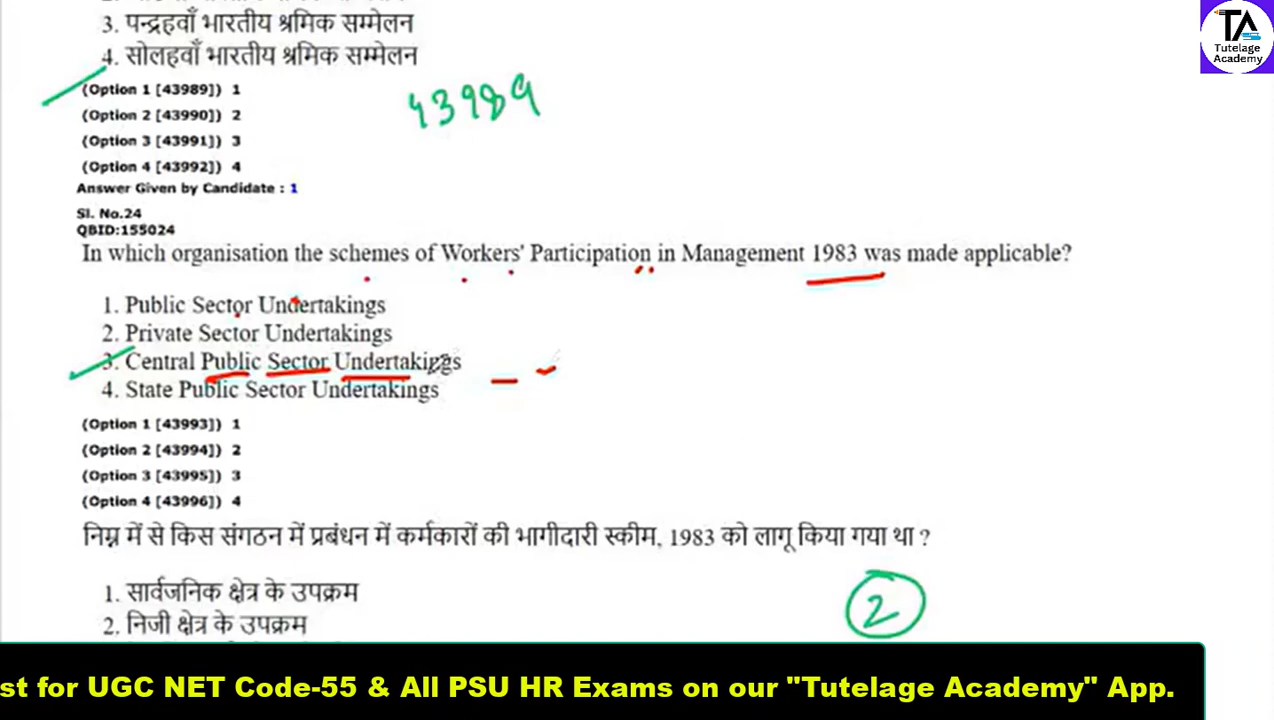 TA
Tutelage
Academy
3. पन्द्रहवाँ भारतीय श्रमिक सम्मेलन
4. सोलहवाँ भारतीय श्रमिक सम्मेलन
(Option 1 [43989]) 1
43989
(Option 2 [43990]) 2
(Option 3 [43991]) 3
(Option 4 [43992]) 4
Answer Given by Candidate : 1
Sl. No.24
QBID:155024
In which organisation the schemes of Workers' Participation in Management 1983 was made applicable?
1. Public Sector Undertakings
2. Private Sector Undertakings
3. Central Public Sector Undertakings
4. State Public Sector Undertakings
(Option 1 [43993]) 1
(Option 2 [43994]) 2
(Option 3 [43995]) 3
(Option 4 [43996]) 4
निम्न में से किस संगठन में प्रबंधन में कर्मकारों की भागीदारी स्कीम, 1983 को लागू किया गया था ?
1. सार्वजनिक क्षेत्र के उपक्रम
2. निजी क्षेत्र के उपक्रम
2
st for UGC NET Code-55 & All PSU HR Exams on our "Tutelage Academy" App.